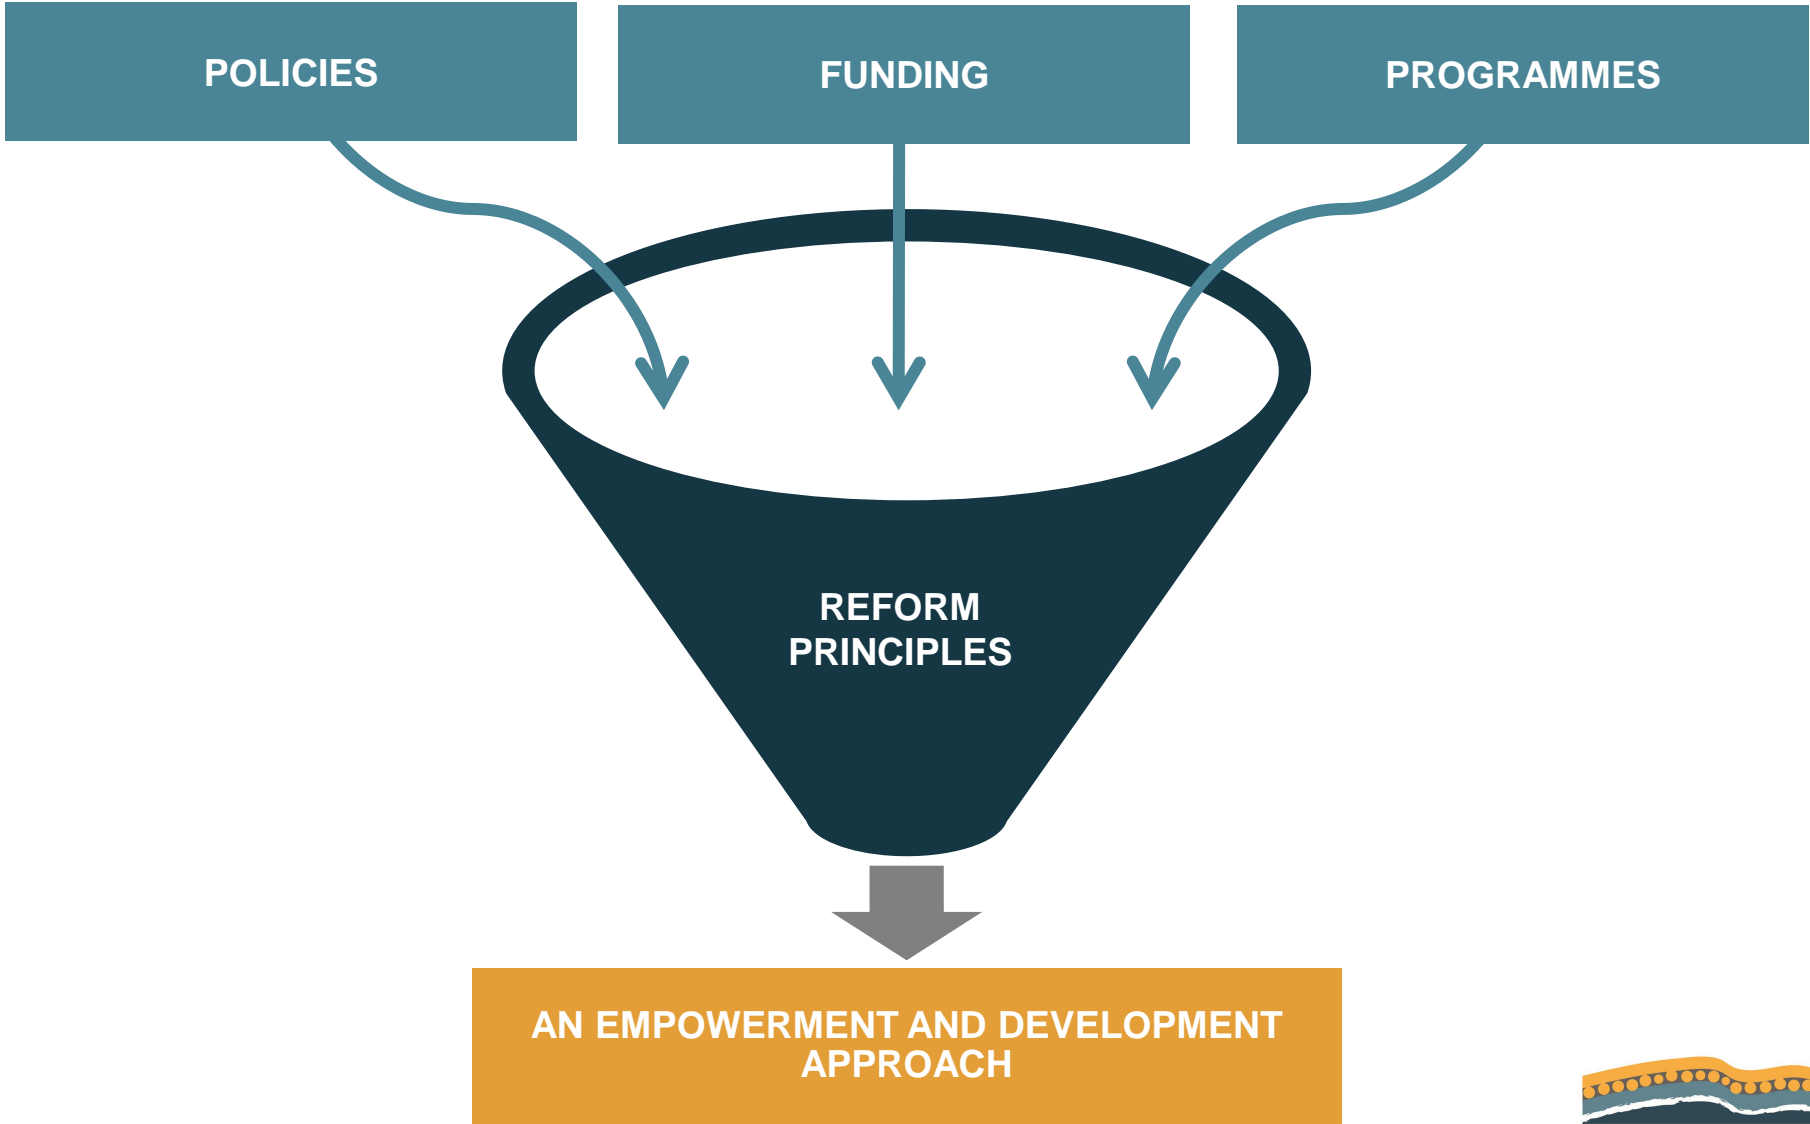 POLICIES
FUNDING
PROGRAMMES
REFORM
PRINCIPLES
AN EMPOWERMENT AND DEVELOPMENT
APPROACH